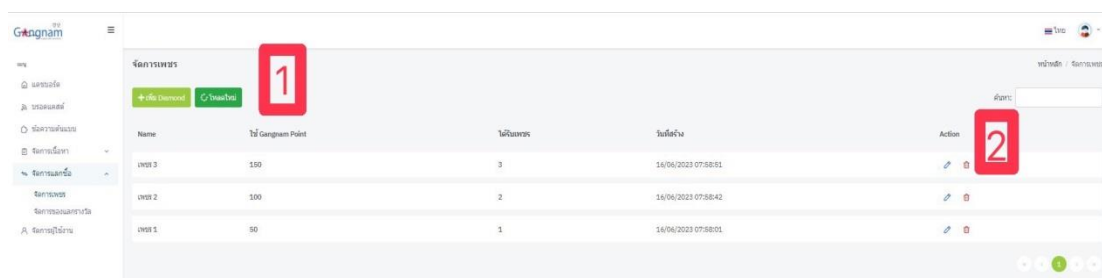 Gangnam
ไทย
เมนู
แดชบอร์ด
บรอดแคสต์
ข้อความต้นแบบ
จัดการเนื้อหา
จัดการแลกซื้อ
จัดการเพชร
จัดการของแลกรางวัล
จัดการผู้ใช้งาน
จัดการเพชร
หน้าหลัก / จัดการเพชร
1
+ เพิ่ม Diamond
โหลดใหม่
ค้นหา:
2
Name ใช้ Gangnam Point ได้รับเพชร วันที่สร้าง Action
เพชร 3 150 3 16/06/2023 07:58:51
เพชร 2 100 2 16/06/2023 07:58:42
เพชร 1 50 1 16/06/2023 07:58:01
1